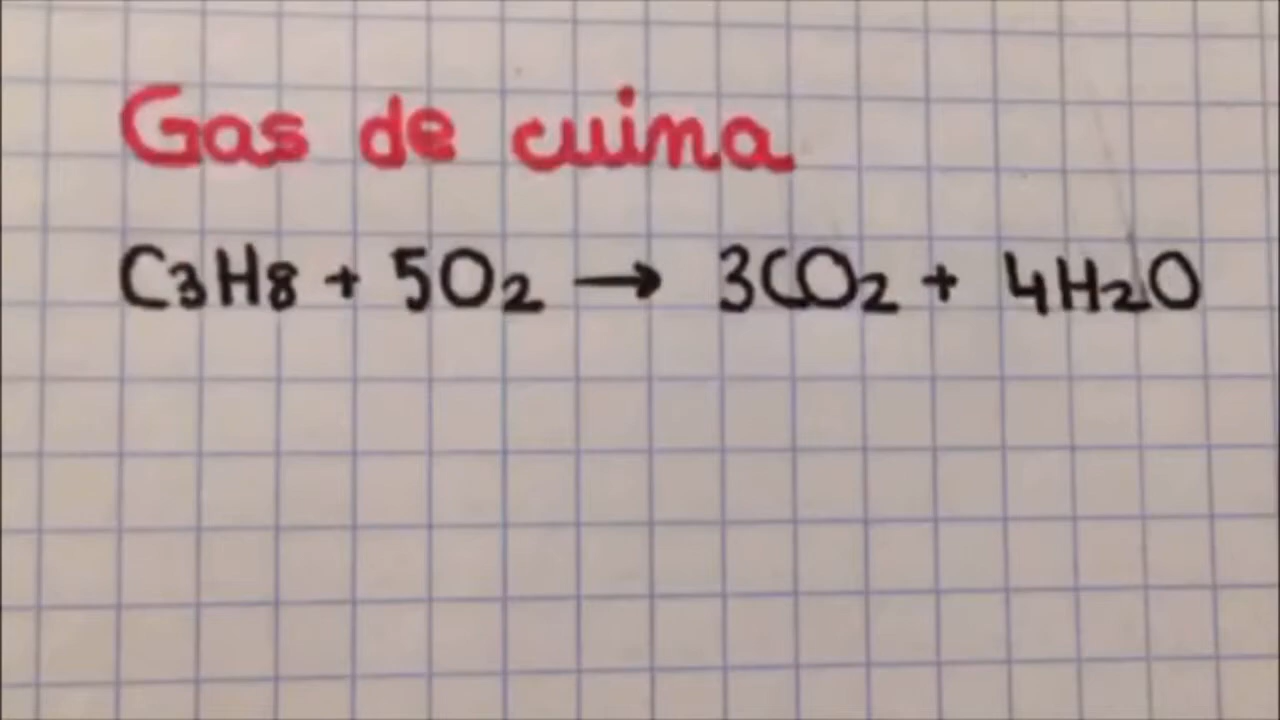 Gas de cuina
C3H8 + 5O2 → 3CO2 + 4H2O